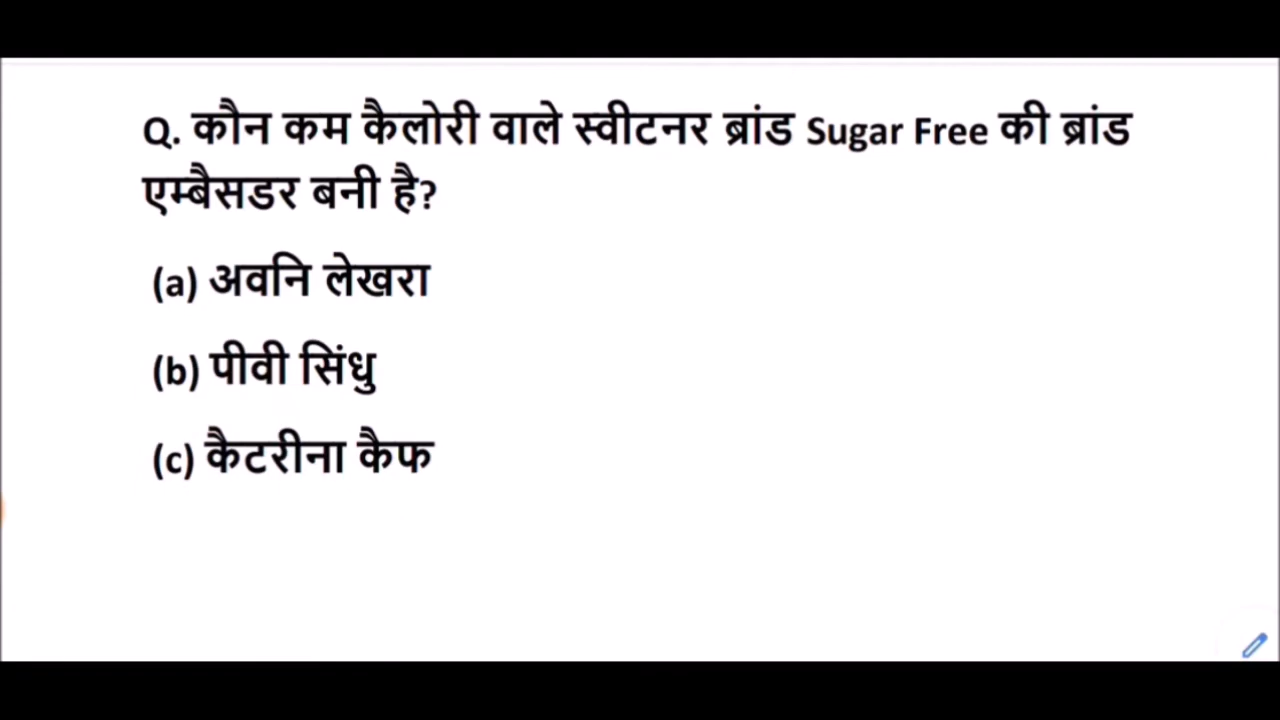 Q. कौन कम कैलोरी वाले स्वीटनर ब्रांड Sugar Free की ब्रांड
एम्बैसडर बनी है?
(a) अवनि लेखरा
(b) पीवी सिंधु
(c) कैटरीना कैफ